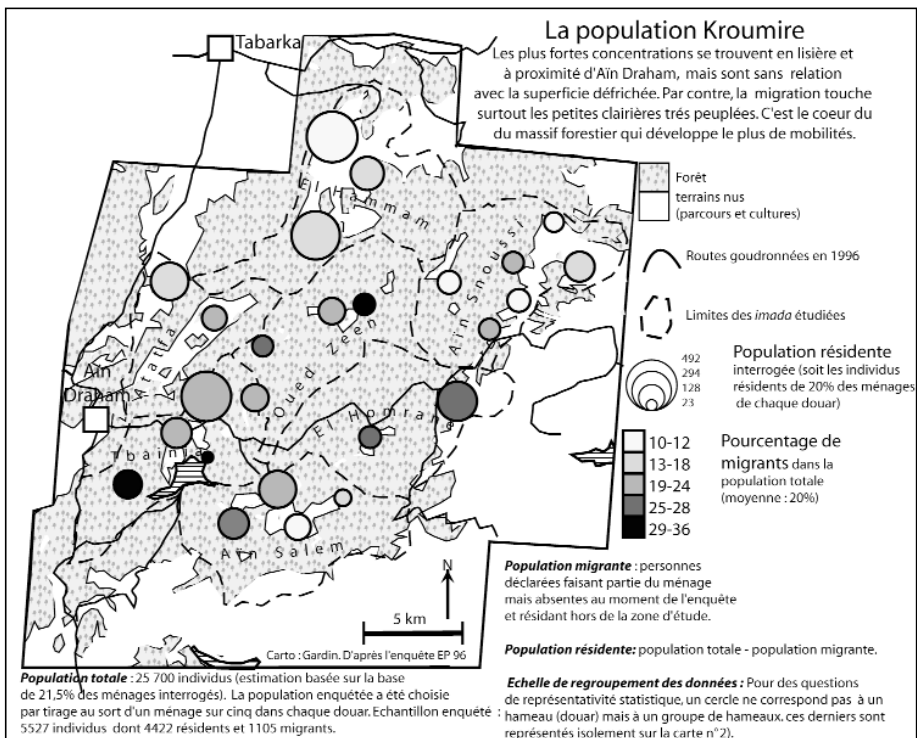 La population Kroumire
Les plus fortes concentrations se trouvent en lisière et
à proximité d'Aïn Draham, mais sont sans relation
avec la superficie défrichée. Par contre, la migration touche
surtout les petites clairières trés peuplées. C'est le coeur du
du massif forestier qui développe le plus de mobilités.
Tabarka
El Hammam
Aïn Snoussi
Oued Zeen
Atatfa
Aïn
Draham
El Homrane
Tbainia
Aïn Salem
N
5 km
Carto : Gardin. D'après l'enquête EP 96
Forêt
terrains nus
(parcours et cultures)
Routes goudronnées en 1996
Limites des imada étudiées
492
294
128
23
Population résidente
interrogée (soit les individus
résidents de 20% des ménages
de chaque douar)
10-12
13-18
19-24
25-28
29-36
Pourcentage de
migrants dans la
population totale
(moyenne : 20%)
Population migrante : personnes
déclarées faisant partie du ménage
mais absentes au moment de l'enquête
et résidant hors de la zone d'étude.
Population résidente: population totale - population migrante.
Echelle de regroupement des données : Pour des questions
de représentativité statistique, un cercle ne correspond pas à un
hameau (douar) mais à un groupe de hameaux. ces derniers sont
représentés isolement sur la carte n°2).
Population totale : 25 700 individus (estimation basée sur la base
de 21,5% des ménages interrogés). La population enquêtée a été choisie
par tirage au sort d'un ménage sur cinq dans chaque douar. Echantillon enquêté :
5527 individus dont 4422 résidents et 1105 migrants.